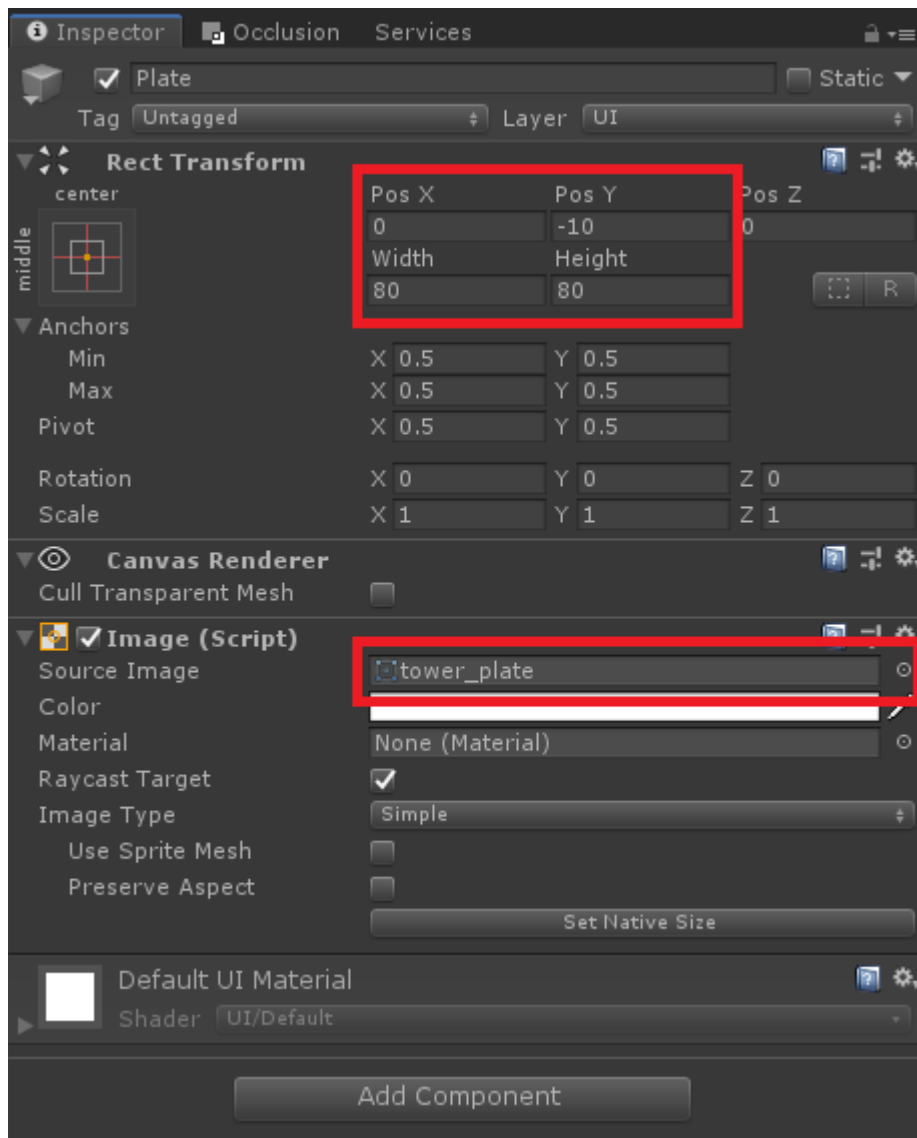 Inspector Occlusion Services
Plate Static
Tag Untagged Layer UI
Rect Transform
center
middle
Pos X Pos Y Pos Z
0 -10 0
Width Height
80 80 R
Anchors
Min X 0.5 Y 0.5
Max X 0.5 Y 0.5
Pivot X 0.5 Y 0.5
Rotation X 0 Y 0 Z 0
Scale X 1 Y 1 Z 1
Canvas Renderer
Cull Transparent Mesh
Image (Script)
Source Image tower_plate
Color
Material None (Material)
Raycast Target
Image Type Simple
Use Sprite Mesh
Preserve Aspect
Set Native Size
Default UI Material
Shader UI/Default
Add Component